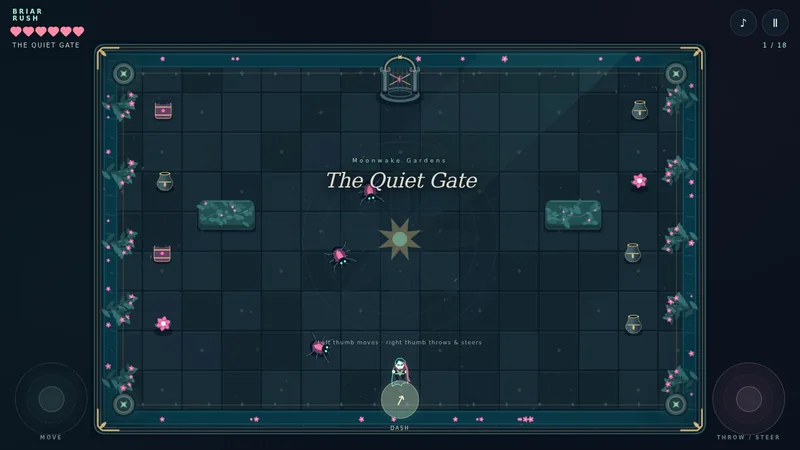 BRIAR
RUSH
THE QUIET GATE
♪
1 / 18
Moonwake Gardens
The Quiet Gate
left thumb moves · right thumb throws & steers
DASH
MOVE
THROW / STEER